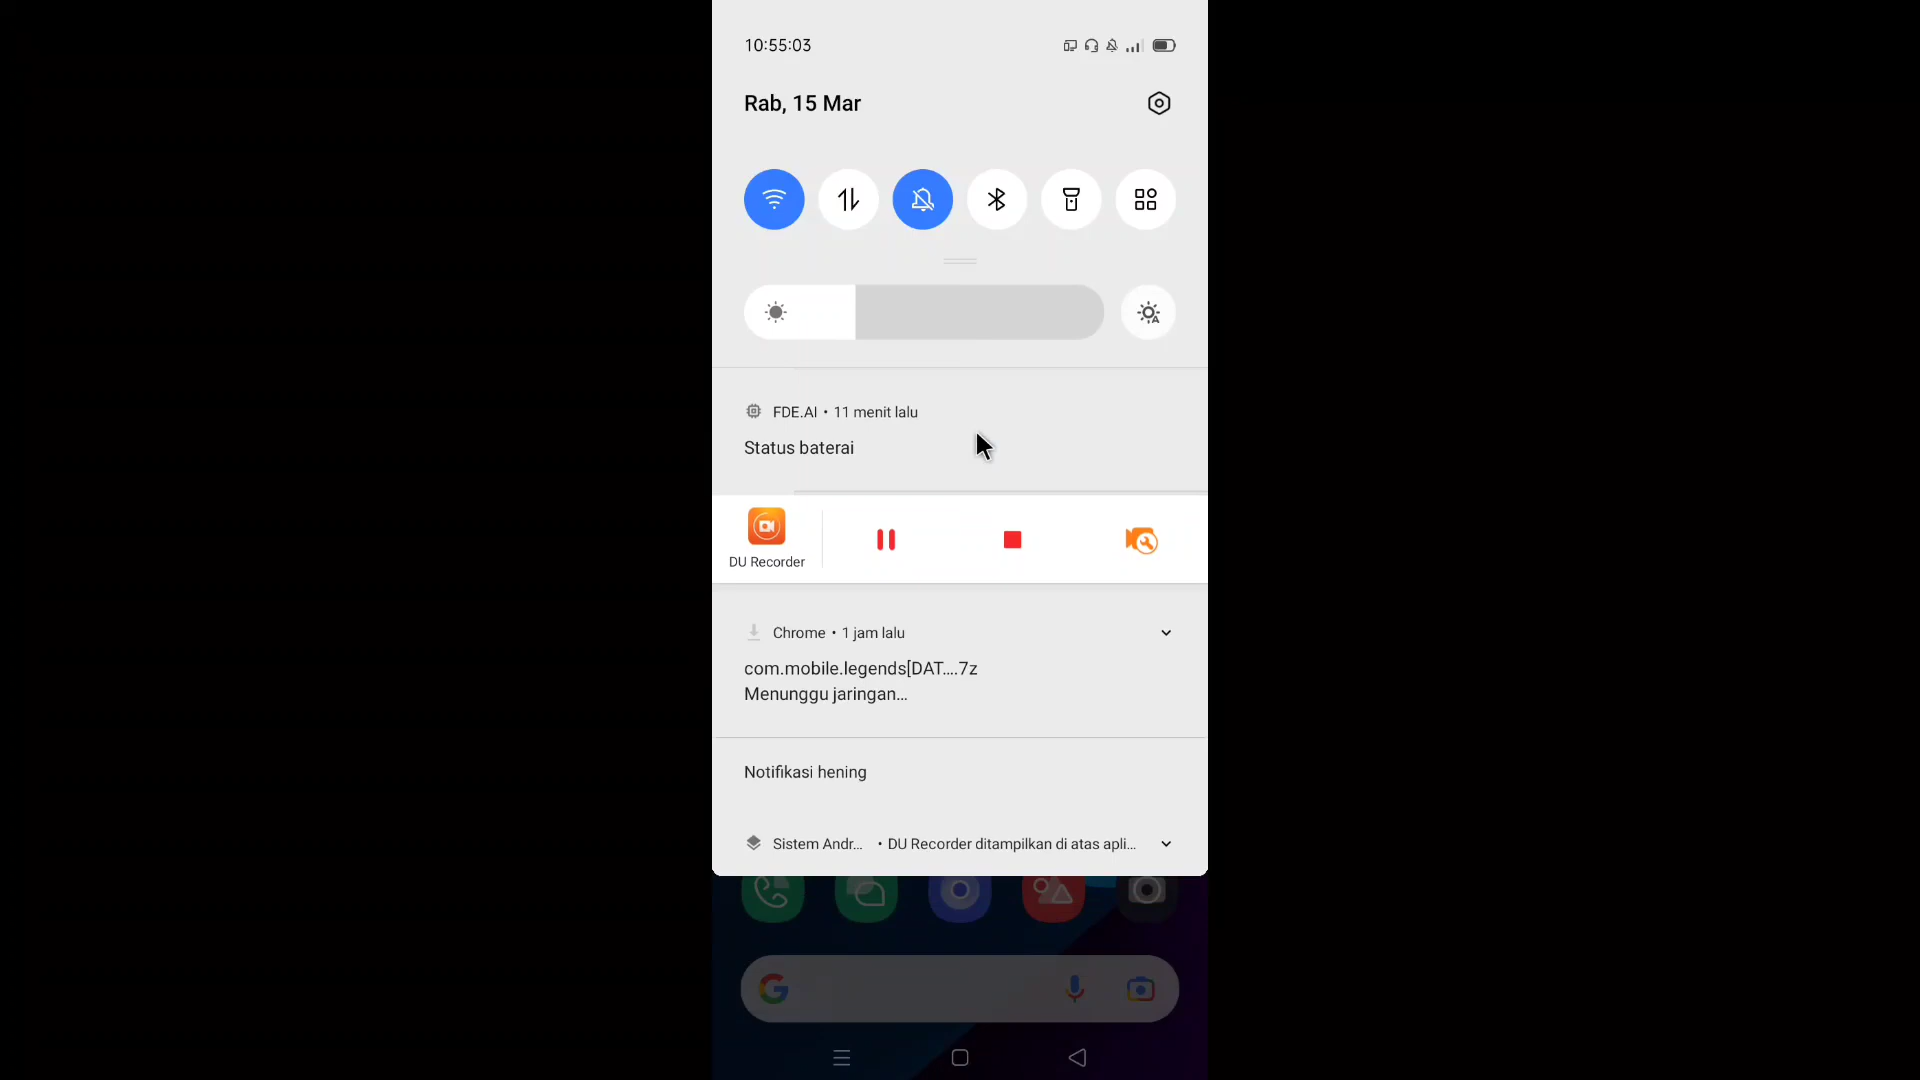 10:55:03
Rab, 15 Mar
FDE.AI • 11 menit lalu
Status baterai
DU Recorder
Chrome • 1 jam lalu
com.mobile.legends[DAT....7z
Menunggu jaringan...
Notifikasi hening
Sistem Andr... • DU Recorder ditampilkan di atas apli...